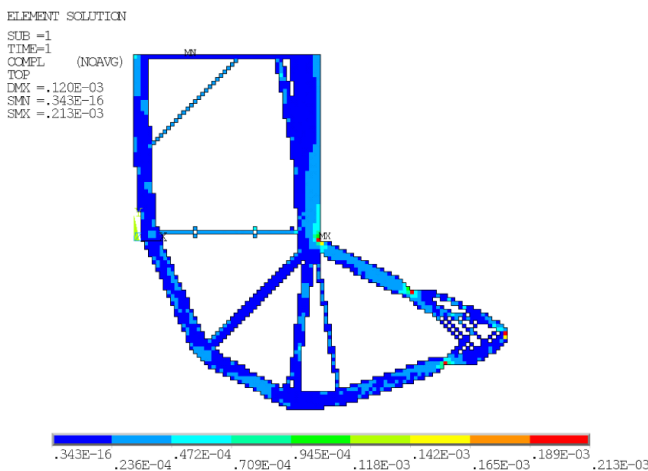 ELEMENT SOLUTION
SUB =1
TIME=1
COMPL (NOAVG)
TOP
DMX =.120E-03
SMN =.343E-16
SMX =.213E-03
MN
MX
.343E-16 .472E-04 .945E-04 .142E-03 .189E-03
.236E-04 .709E-04 .118E-03 .165E-03 .213E-03